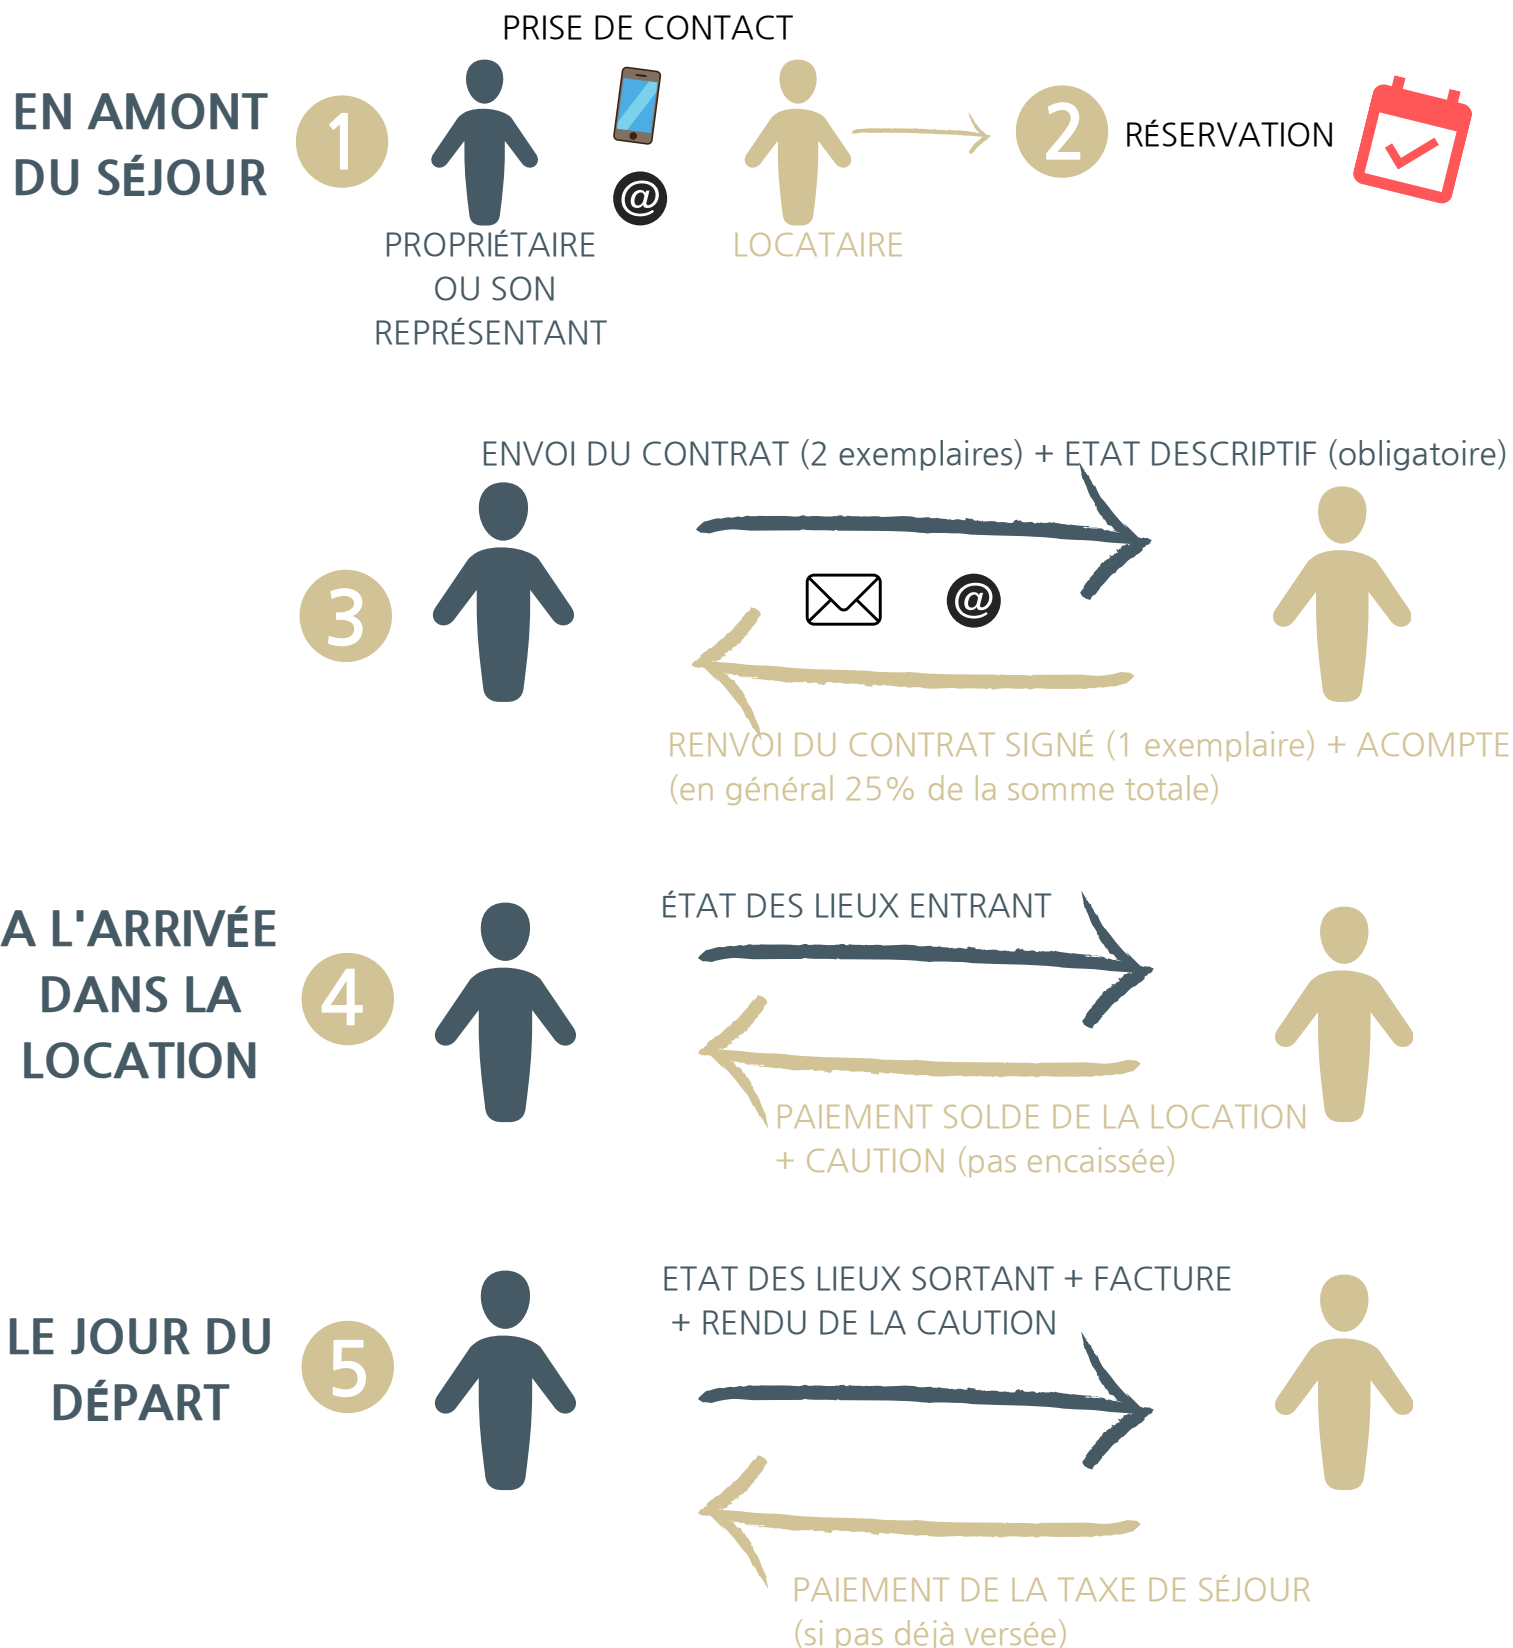 PRISE DE CONTACT
EN AMONT
DU SÉJOUR
1
@
PROPRIÉTAIRE
OU SON
REPRÉSENTANT
LOCATAIRE
2
RÉSERVATION
ENVOI DU CONTRAT (2 exemplaires) + ETAT DESCRIPTIF (obligatoire)
3
@
RENVOI DU CONTRAT SIGNÉ (1 exemplaire) + ACOMPTE
(en général 25% de la somme totale)
A L'ARRIVÉE
DANS LA
LOCATION
4
ÉTAT DES LIEUX ENTRANT
PAIEMENT SOLDE DE LA LOCATION
+ CAUTION (pas encaissée)
LE JOUR DU
DÉPART
5
ETAT DES LIEUX SORTANT + FACTURE
+ RENDU DE LA CAUTION
PAIEMENT DE LA TAXE DE SÉJOUR
(si pas déjà versée)